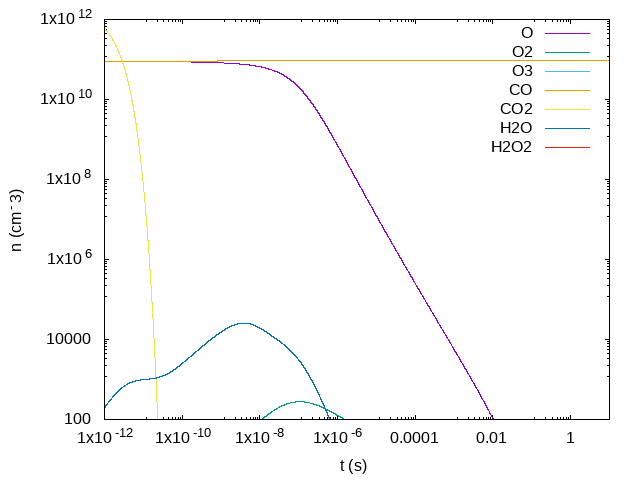 1x10 12
1x10 10
1x10 8
1x10 6
10000
100
n (cm- 3)
O
O2
O3
CO
CO2
H2O
H2O2
1x10 -12 1x10 -10 1x10 -8 1x10 -6 0.0001 0.01 1
t (s)